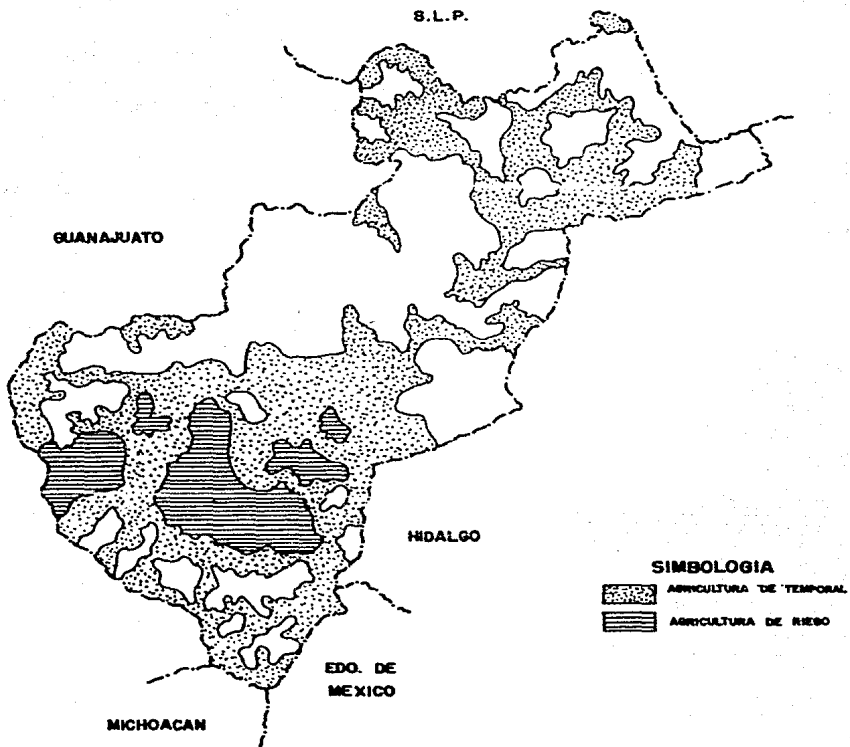 S.L.P.
GUANAJUATO
HIDALGO
SIMBOLOGIA
AGRICULTURA DE TEMPORAL
AGRICULTURA DE RIEGO
EDO. DE
MEXICO
MICHOACAN